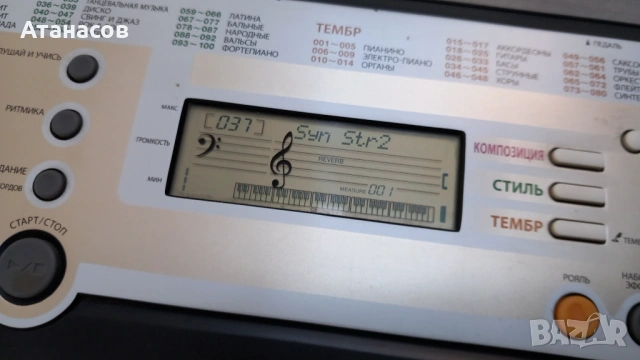 Атанасов
036–039
040–047
048–054
ТАНЦЕВАЛЬНАЯ МУЗЫКА
ДИСКО
СВИНГ И ДЖАЗ
059–066
067–077
078–087
088–092
093–100
ЛАТИНА
БАЛЬНЫЕ
НАРОДНЫЕ
ВАЛЬСЫ
ФОРТЕПИАНО
ТЕМБР
001–005
006–009
010–014
ПИАНИНО
ЭЛЕКТРО-ПИАНО
ОРГАНЫ
015–017
018–025
026–033
034–045
046–048
АККОРДЕОНЫ
ГИТАРЫ
БАСЫ
СТРУННЫЕ
ХОРЫ
ПЕДАЛЬ
СЛУШАЙ И УЧИСЬ
РИТМИКА
СТАРТ/СТОП
МАКС
ГРОМКОСТЬ
МИН
[037] Syn Str2
REVERB
MEASURE 001
КОМПОЗИЦИЯ
СТИЛЬ
ТЕМБР
РОЯЛЬ
BAZAR